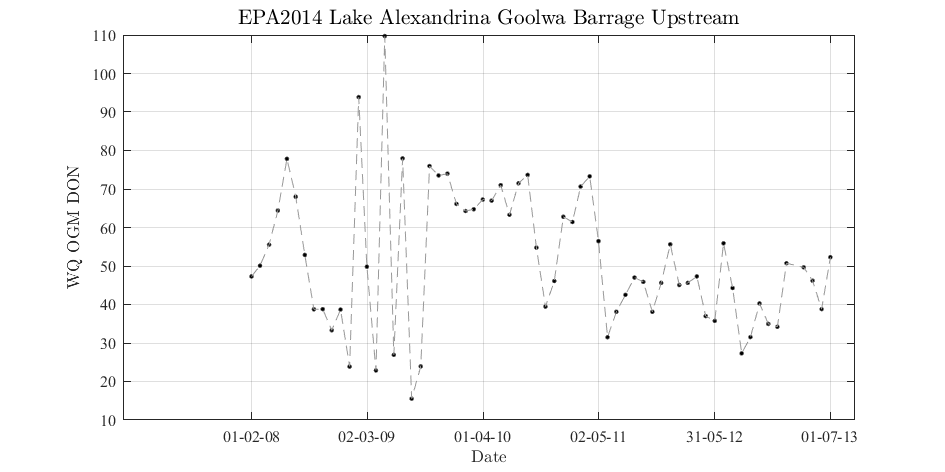 EPA2014 Lake Alexandrina Goolwa Barrage Upstream
110
100
90
80
70
60
50
40
30
20
10
WQ OGM DON
01-02-08 02-03-09 01-04-10 02-05-11 31-05-12 01-07-13
Date